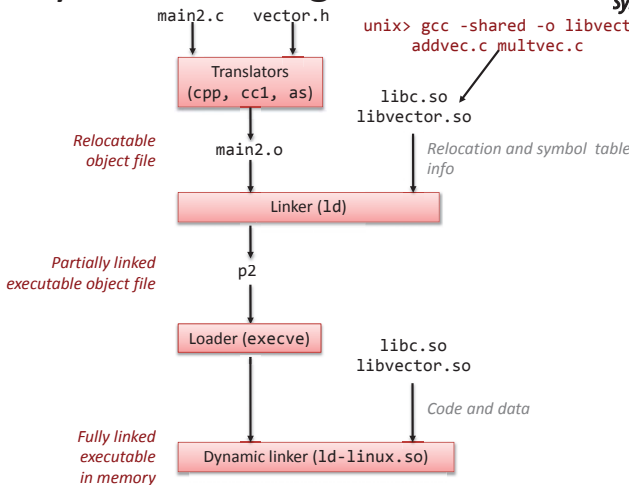 main2.c vector.h
unix> gcc -shared -o libvect
addvec.c multvec.c
Translators
(cpp, cc1, as)
libc.so
libvector.so
Relocatable
object file
main2.o
Relocation and symbol table
info
Linker (ld)
Partially linked
executable object file
p2
Loader (execve)
libc.so
libvector.so
Code and data
Fully linked
executable
in memory
Dynamic linker (ld-linux.so)